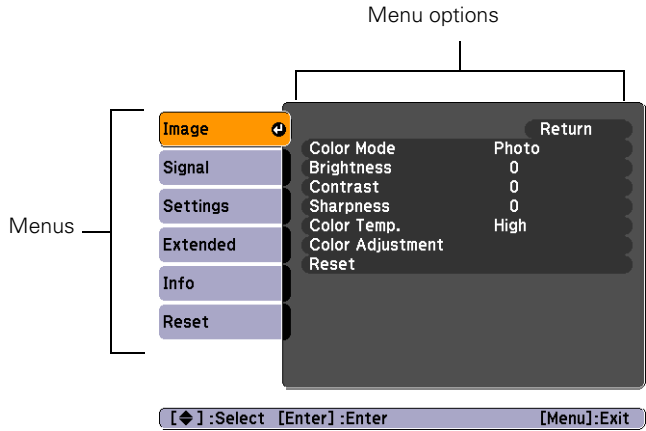 Menu options
Menus
Image
Signal
Settings
Extended
Info
Reset
Return
Color Mode Photo
Brightness 0
Contrast 0
Sharpness 0
Color Temp. High
Color Adjustment
Reset
[ ] :Select [Enter] :Enter [Menu]:Exit